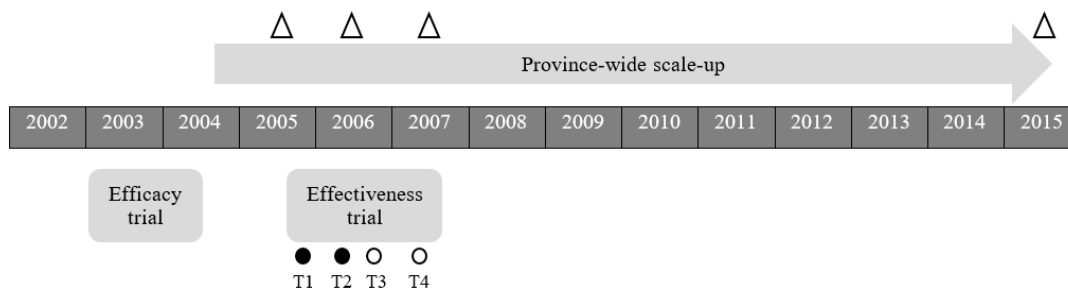 Province-wide scale-up
2002 2003 2004 2005 2006 2007 2008 2009 2010 2011 2012 2013 2014 2015
Efficacy
trial
Effectiveness
trial
T1 T2 T3 T4